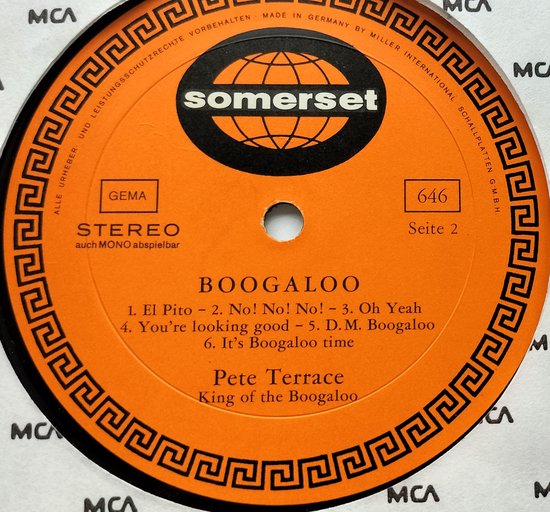 MCA
MCA
ALLE URHEBER- UND LEISTUNGSSCHUTZRECHTE VORBEHALTEN · MADE IN GERMANY BY MILLER INTERNATIONAL SCHALLPLATTEN G·M·B·H
somerset
MCA
GEMA
646
STEREO
auch MONO abspielbar
Seite 2
BOOGALOO
1. El Pito – 2. No! No! No! – 3. Oh Yeah
4. You're looking good – 5. D.M. Boogaloo
6. It's Boogaloo time
Pete Terrace
King of the Boogaloo
MCA
MCA
MCA
MCA
MCA